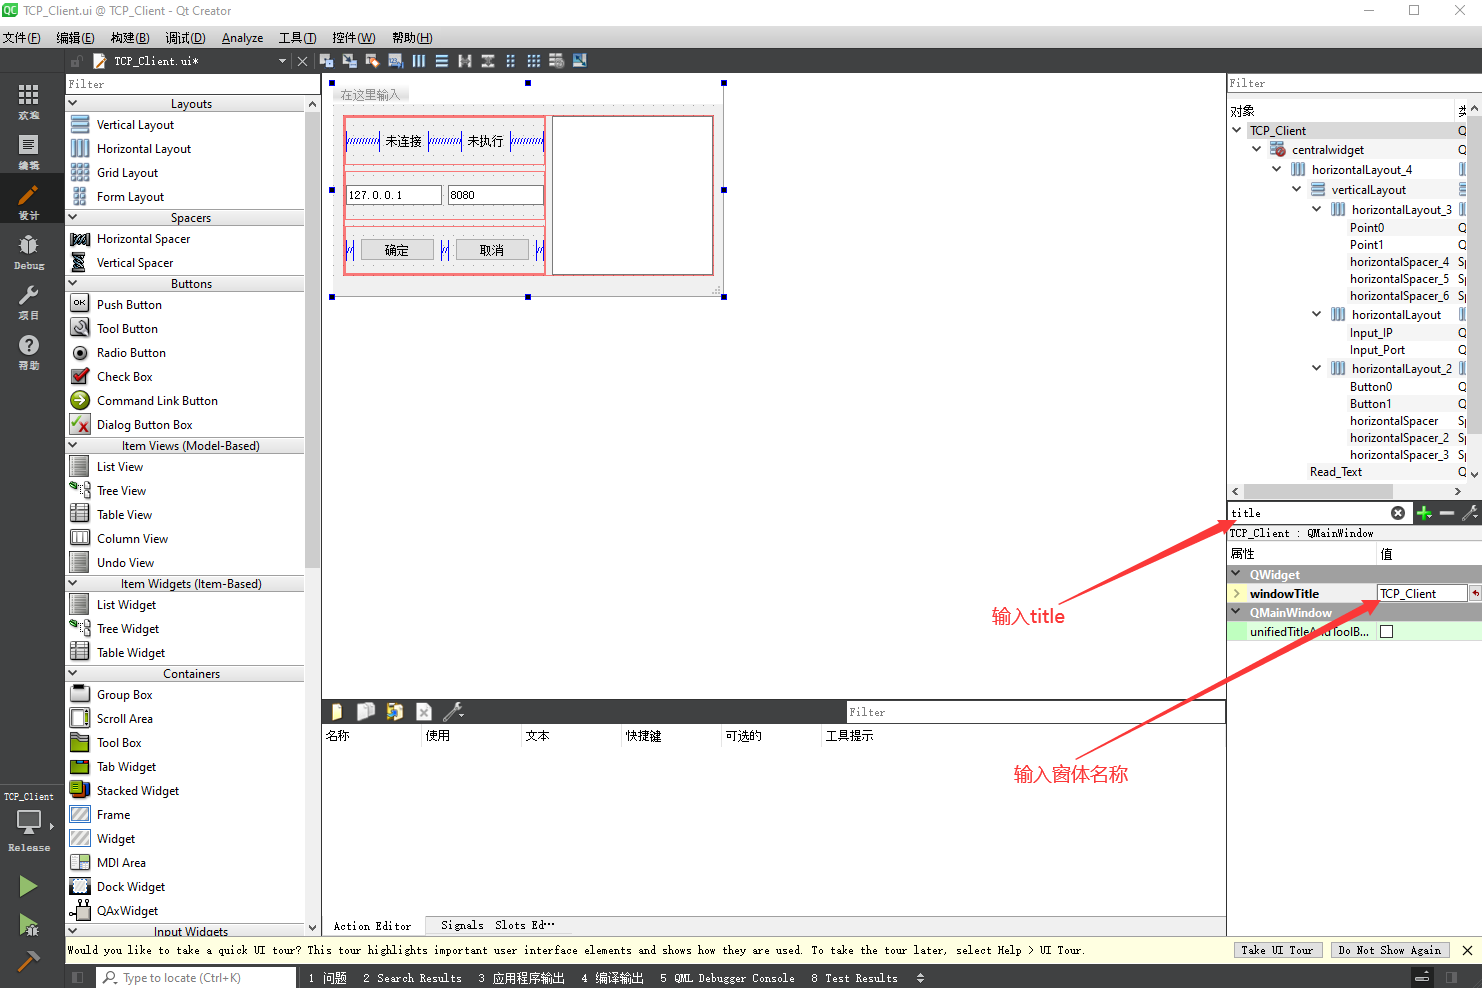 TCP_Client.ui @ TCP_Client - Qt Creator
文件(F) 编辑(E) 构建(B) 调试(D) Analyze 工具(T) 控件(W) 帮助(H)
TCP_Client.ui*
欢迎
编辑
设计
Debug
项目
帮助
TCP_Client
Release
Filter
Layouts
Vertical Layout
Horizontal Layout
Grid Layout
Form Layout
Spacers
Horizontal Spacer
Vertical Spacer
Buttons
Push Button
Tool Button
Radio Button
Check Box
Command Link Button
Dialog Button Box
Item Views (Model-Based)
List View
Tree View
Table View
Column View
Undo View
Item Widgets (Item-Based)
List Widget
Tree Widget
Table Widget
Containers
Group Box
Scroll Area
Tool Box
Tab Widget
Stacked Widget
Frame
Widget
MDI Area
Dock Widget
QAxWidget
Input Widgets
在这里输入
未连接 未执行
127.0.0.1 8080
确定 取消
输入title
输入窗体名称
Filter
名称 使用 文本 快捷键 可选的 工具提示
Action Editor Signals Slots Ed…
Filter
对象
TCP_Client
centralwidget
horizontalLayout_4
verticalLayout
horizontalLayout_3
Point0
Point1
horizontalSpacer_4
horizontalSpacer_5
horizontalSpacer_6
horizontalLayout
Input_IP
Input_Port
horizontalLayout_2
Button0
Button1
horizontalSpacer
horizontalSpacer_2
horizontalSpacer_3
Read_Text
title
TCP_Client : QMainWindow
属性 值
QWidget
windowTitle TCP_Client
QMainWindow
unifiedTitleAndToolB...
Would you like to take a quick UI tour? This tour highlights important user interface elements and shows how they are used. To take the tour later, select Help > UI Tour. Take UI Tour Do Not Show Again
Type to locate (Ctrl+K) 1 问题 2 Search Results 3 应用程序输出 4 编译输出 5 QML Debugger Console 8 Test Results